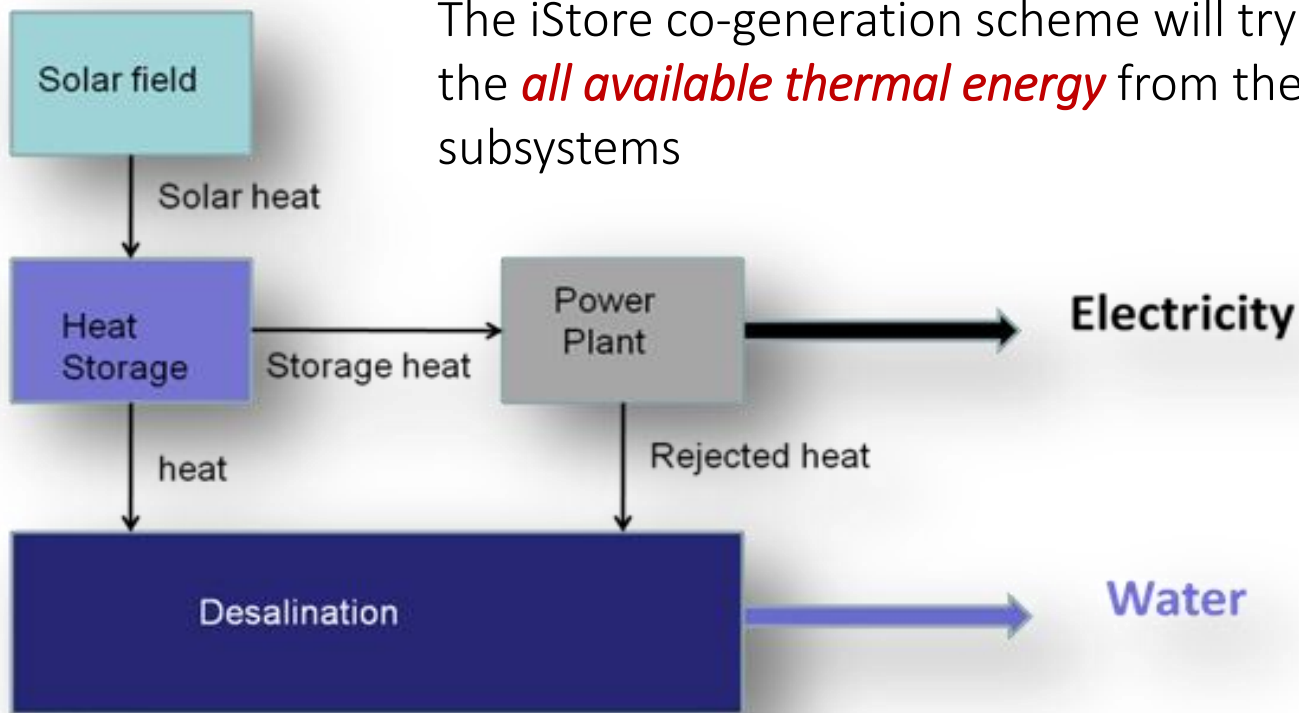 The iStore co-generation scheme will try
the all available thermal energy from the
subsystems
Solar field
Solar heat
Heat
Storage
Storage heat
Power
Plant
Electricity
heat
Rejected heat
Desalination
Water